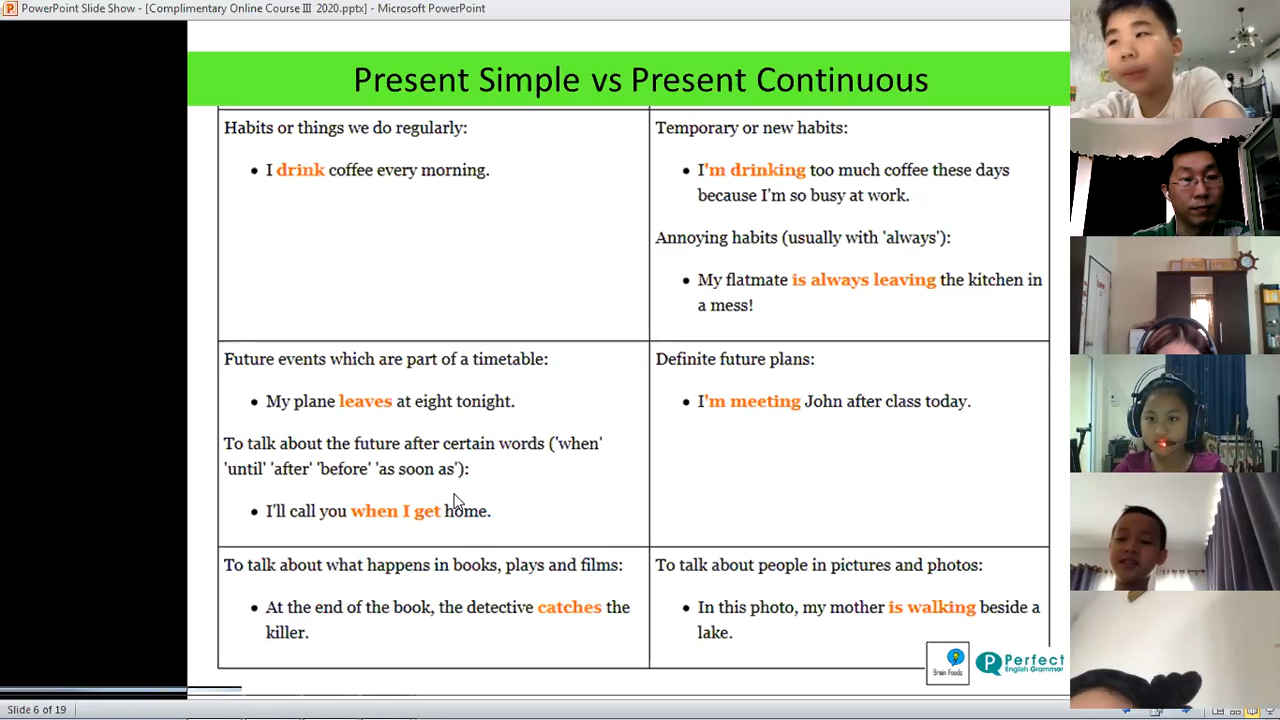 PowerPoint Slide Show - [Complimentary Online Course III 2020.pptx] - Microsoft PowerPoint
Present Simple vs Present Continuous
Habits or things we do regularly:
• I drink coffee every morning.
Temporary or new habits:
• I'm drinking too much coffee these days
because I'm so busy at work.
Annoying habits (usually with 'always'):
• My flatmate is always leaving the kitchen in
a mess!
Future events which are part of a timetable:
• My plane leaves at eight tonight.
To talk about the future after certain words ('when'
'until' 'after' 'before' 'as soon as'):
• I'll call you when I get home.
Definite future plans:
• I'm meeting John after class today.
To talk about what happens in books, plays and films:
• At the end of the book, the detective catches the
killer.
To talk about people in pictures and photos:
• In this photo, my mother is walking beside a
lake.
Brain Foods
Perfect
English Grammar
Slide 6 of 19